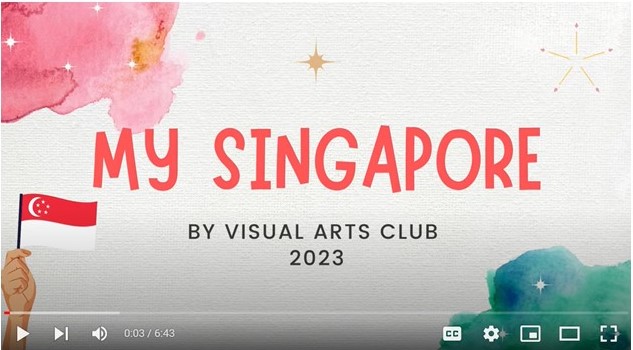 MY SINGAPORE
BY VISUAL ARTS CLUB
2023
0:03 / 6:43
CC